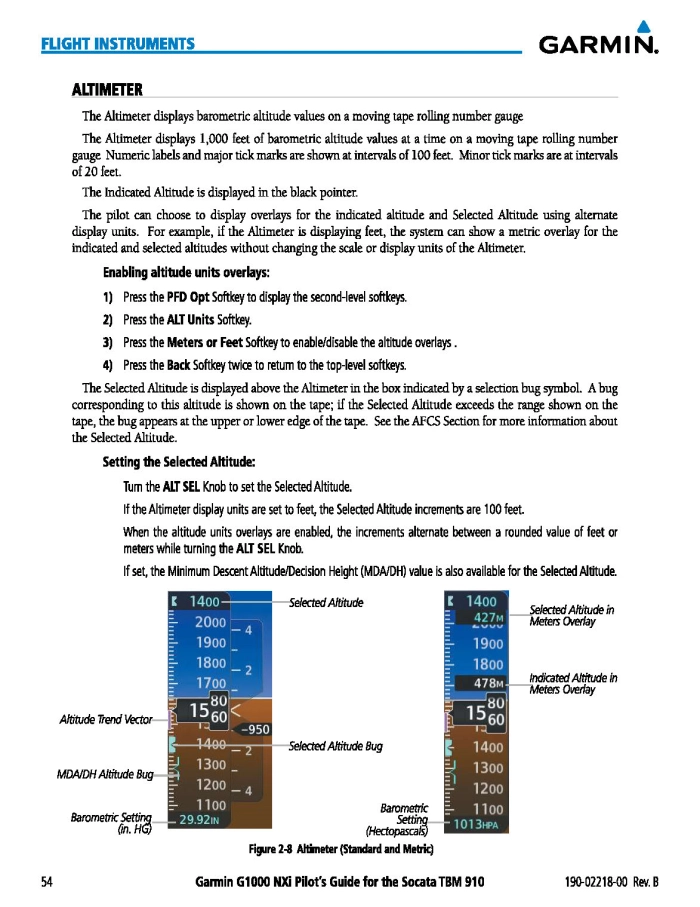 FLIGHT INSTRUMENTS
GARMIN.
ALTIMETER
The Altimeter displays barometric altitude values on a moving tape rolling number gauge
The Altimeter displays 1,000 feet of barometric altitude values at a time on a moving tape rolling number
gauge Numeric labels and major tick marks are shown at intervals of 100 feet. Minor tick marks are at intervals
of 20 feet.
The Indicated Altitude is displayed in the black pointer.
The pilot can choose to display overlays for the indicated altitude and Selected Altitude using alternate
display units. For example, if the Altimeter is displaying feet, the system can show a metric overlay for the
indicated and selected altitudes without changing the scale or display units of the Altimeter.
Enabling altitude units overlays:
1) Press the PFD Opt Softkey to display the second-level softkeys.
2) Press the ALT Units Softkey.
3) Press the Meters or Feet Softkey to enable/disable the altitude overlays .
4) Press the Back Softkey twice to return to the top-level softkeys.
The Selected Altitude is displayed above the Altimeter in the box indicated by a selection bug symbol. A bug
corresponding to this altitude is shown on the tape; if the Selected Altitude exceeds the range shown on the
tape, the bug appears at the upper or lower edge of the tape. See the AFCS Section for more information about
the Selected Altitude.
Setting the Selected Altitude:
Turn the ALT SEL Knob to set the Selected Altitude.
If the Altimeter display units are set to feet, the Selected Altitude increments are 100 feet.
When the altitude units overlays are enabled, the increments alternate between a rounded value of feet or
meters while turning the ALT SEL Knob.
If set, the Minimum Descent Altitude/Decision Height (MDA/DH) value is also available for the Selected Altitude.
1400
2000
4
1900
1800
2
1700
15 80 60
-950
1400
2
1300
1200
4
1100
29.92IN
Selected Altitude
Altitude Trend Vector
Selected Altitude Bug
MDA/DH Altitude Bug
Barometric Setting
(in. HG)
1400
427M
2000
1900
1800
478M
15 80 60
1400
1300
1200
1100
1013HPA
Selected Altitude in
Meters Overlay
Indicated Altitude in
Meters Overlay
Barometric
Setting
(Hectopascals)
Figure 2-8 Altimeter (Standard and Metric)
54
Garmin G1000 NXi Pilot's Guide for the Socata TBM 910
190-02218-00 Rev. B